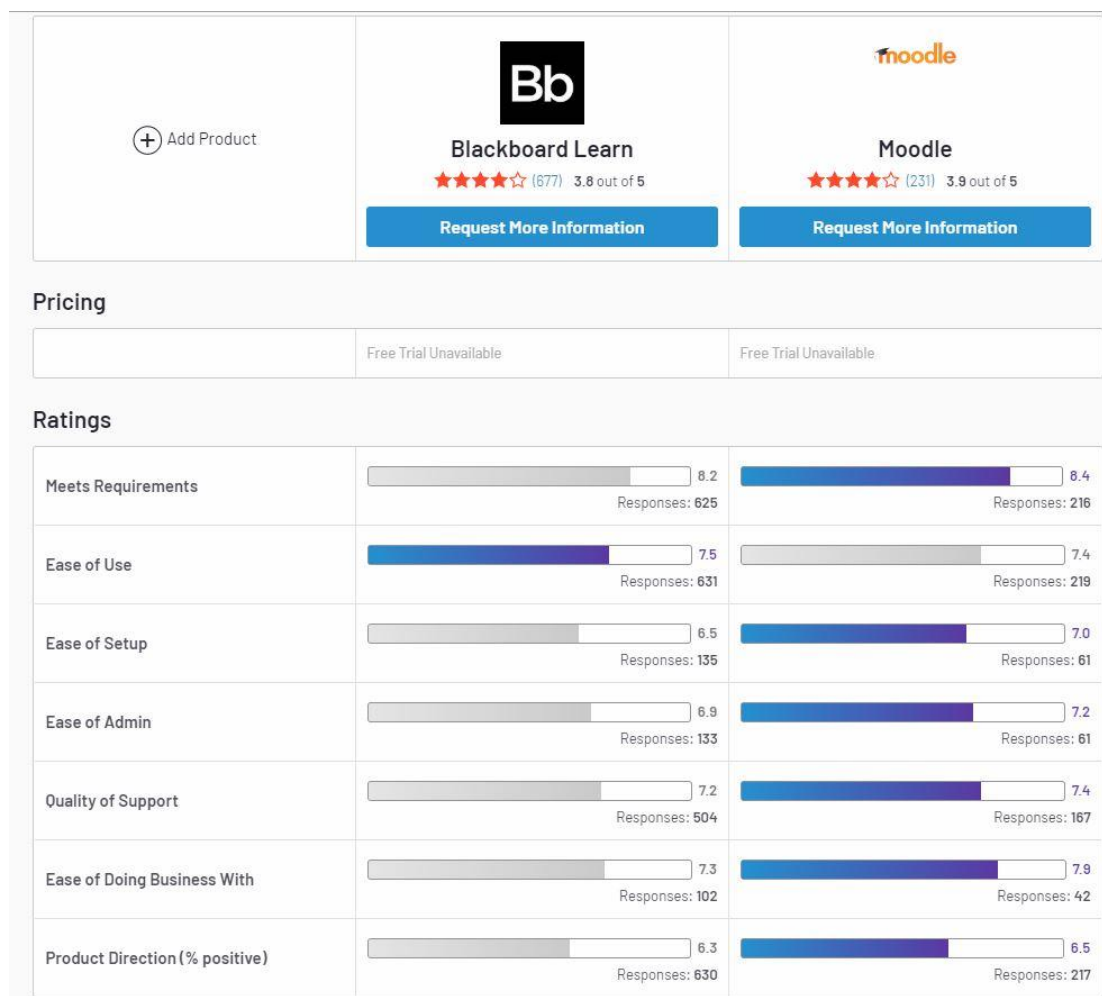 Add Product
Bb
Blackboard Learn
(677) 3.8 out of 5
Request More Information
moodle
Moodle
(231) 3.9 out of 5
Request More Information
Pricing
Free Trial Unavailable
Free Trial Unavailable
Ratings
Meets Requirements
8.2
Responses: 625
8.4
Responses: 216
Ease of Use
7.5
Responses: 631
7.4
Responses: 219
Ease of Setup
6.5
Responses: 135
7.0
Responses: 61
Ease of Admin
6.9
Responses: 133
7.2
Responses: 61
Quality of Support
7.2
Responses: 504
7.4
Responses: 167
Ease of Doing Business With
7.3
Responses: 102
7.9
Responses: 42
Product Direction (% positive)
6.3
Responses: 630
6.5
Responses: 217